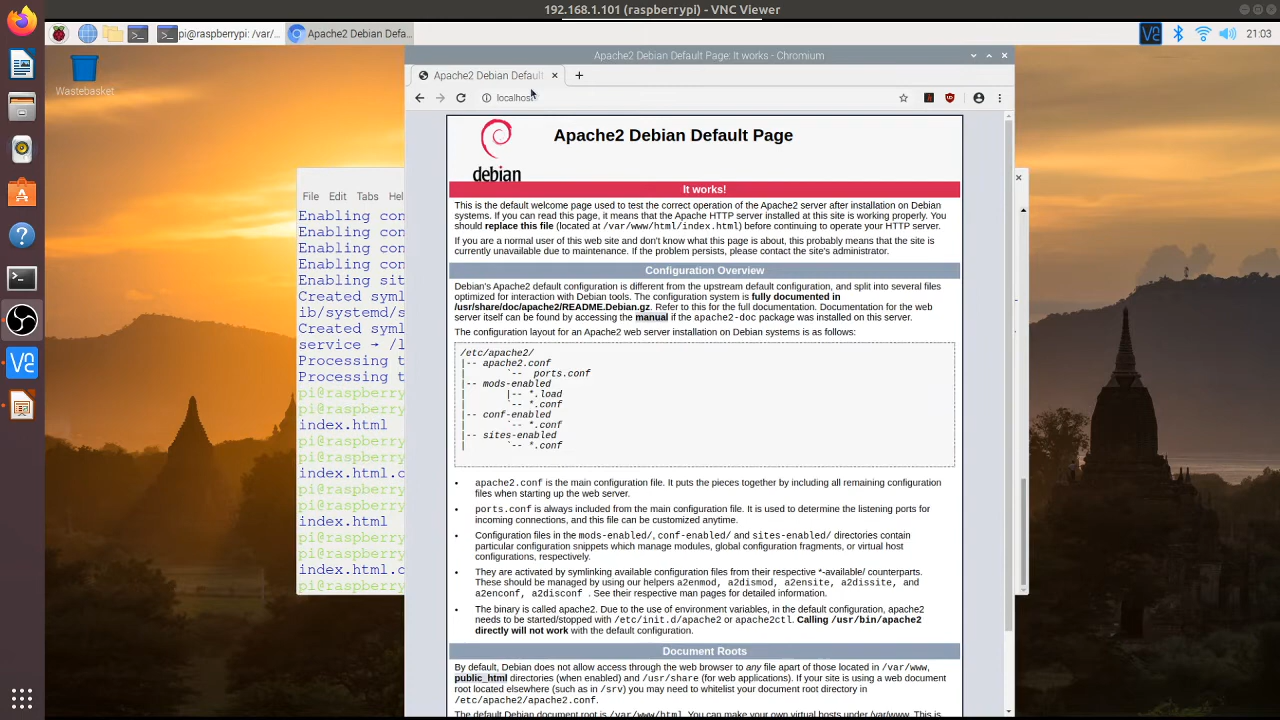 192.168.1.101 (raspberrypi) - VNC Viewer
pi@raspberrypi: /var/...
Apache2 Debian Defa...
21:03
Apache2 Debian Default Page: It works - Chromium
Wastebasket
Apache2 Debian Default
localhost
File Edit Tabs Hel
Enabling con
Enabling con
Enabling con
Enabling con
Enabling sit
Created syml
ib/systemd/s
Created syml
service → /l
Processing t
Processing t
pi@raspberry
pi@raspberry
index.html
pi@raspberry
pi@raspberry
index.html.o
pi@raspberry
pi@raspberry
index.html
pi@raspberry
pi@raspberry
index.html.o
pi@raspberry
debian
Apache2 Debian Default Page
It works!
This is the default welcome page used to test the correct operation of the Apache2 server after installation on Debian
systems. If you can read this page, it means that the Apache HTTP server installed at this site is working properly. You
should replace this file (located at /var/www/html/index.html) before continuing to operate your HTTP server.
If you are a normal user of this web site and don't know what this page is about, this probably means that the site is
currently unavailable due to maintenance. If the problem persists, please contact the site's administrator.
Configuration Overview
Debian's Apache2 default configuration is different from the upstream default configuration, and split into several files
optimized for interaction with Debian tools. The configuration system is fully documented in
/usr/share/doc/apache2/README.Debian.gz. Refer to this for the full documentation. Documentation for the web
server itself can be found by accessing the manual if the apache2-doc package was installed on this server.
The configuration layout for an Apache2 web server installation on Debian systems is as follows:
/etc/apache2/
|-- apache2.conf
|       `--  ports.conf
|-- mods-enabled
|       |-- *.load
|       `-- *.conf
|-- conf-enabled
|       `-- *.conf
|-- sites-enabled
|       `-- *.conf
• apache2.conf is the main configuration file. It puts the pieces together by including all remaining configuration
files when starting up the web server.
• ports.conf is always included from the main configuration file. It is used to determine the listening ports for
incoming connections, and this file can be customized anytime.
• Configuration files in the mods-enabled/, conf-enabled/ and sites-enabled/ directories contain
particular configuration snippets which manage modules, global configuration fragments, or virtual host
configurations, respectively.
• They are activated by symlinking available configuration files from their respective *-available/ counterparts.
These should be managed by using our helpers a2enmod, a2dismod, a2ensite, a2dissite, and
a2enconf, a2disconf . See their respective man pages for detailed information.
• The binary is called apache2. Due to the use of environment variables, in the default configuration, apache2
needs to be started/stopped with /etc/init.d/apache2 or apache2ctl. Calling /usr/bin/apache2
directly will not work with the default configuration.
Document Roots
By default, Debian does not allow access through the web browser to any file apart of those located in /var/www,
public_html directories (when enabled) and /usr/share (for web applications). If your site is using a web document
root located elsewhere (such as in /srv) you may need to whitelist your document root directory in
/etc/apache2/apache2.conf.
The default Debian document root is /var/www/html. You can make your own virtual hosts under /var/www. This is